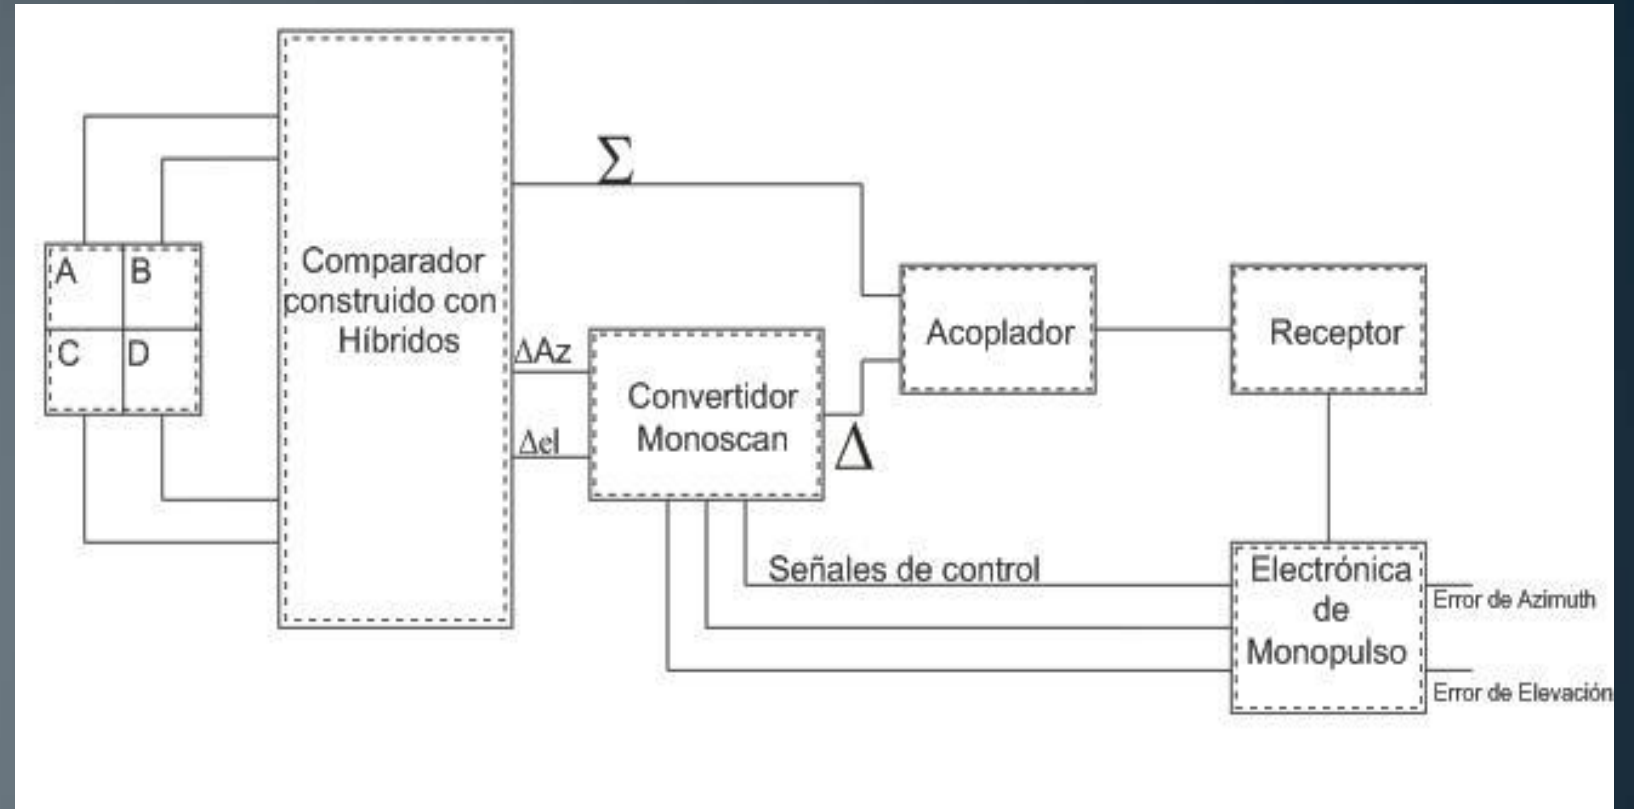 A B
C D
Comparador
construido con
Híbridos
Σ
ΔAz
Δel
Convertidor
Monoscan
Δ
Acoplador
Receptor
Señales de control
Electrónica
de
Monopulso
Error de Azimuth
Error de Elevación